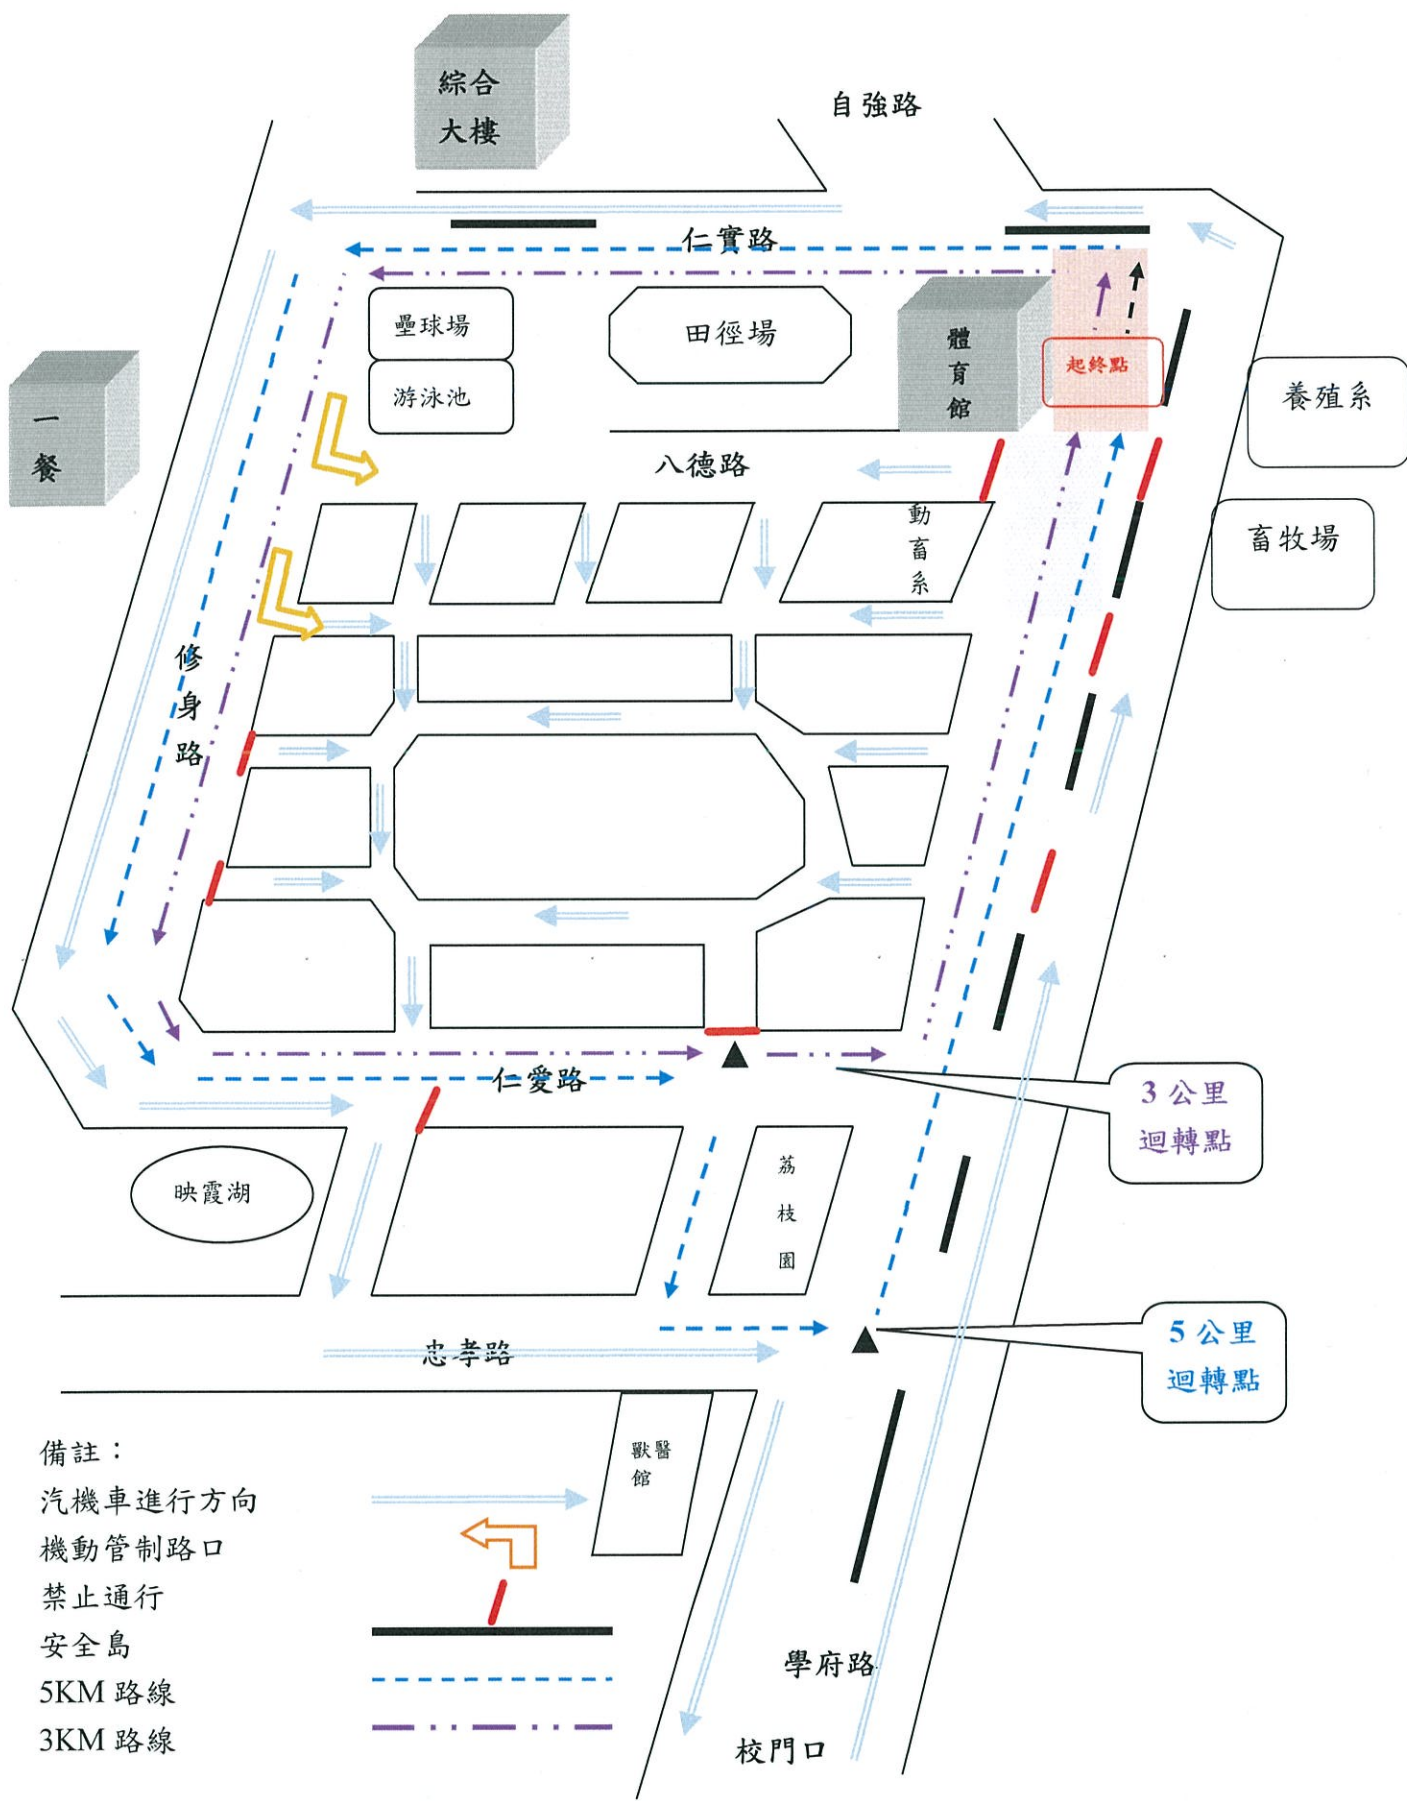 綜合
大樓
自強路
仁實路
壘球場
田徑場
體
育
館
起終點
游泳池
養殖系
一
餐
八德路
動
畜
系
畜牧場
修
身
路
仁愛路
3 公里
迴轉點
映霞湖
荔
枝
園
忠孝路
5 公里
迴轉點
獸醫
館
備註：
汽機車進行方向
機動管制路口
禁止通行
安全島
5KM 路線
3KM 路線
學府路
校門口